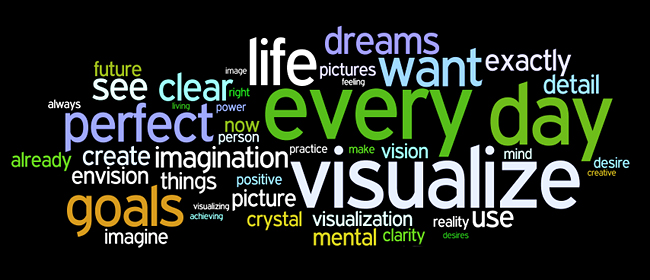 dreams
life
image
pictures
want
exactly
feeling
future
see
clear
right
detail
living
every day
always
power
perfect
now
person
already
create
imagination
practice
make
vision
mind
desire
envision
things
positive
visualize
creative
goals
visualizing
picture
achieving
crystal
visualization
reality
use
imagine
mental
clarity
desires